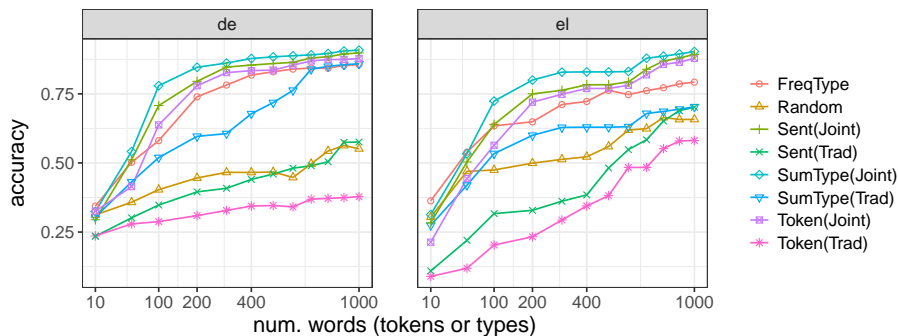 de
el
accuracy
0.75
0.50
0.25
10
100
200
400
1000
10
100
200
400
1000
num. words (tokens or types)
FreqType
Random
Sent(Joint)
Sent(Trad)
SumType(Joint)
SumType(Trad)
Token(Joint)
Token(Trad)